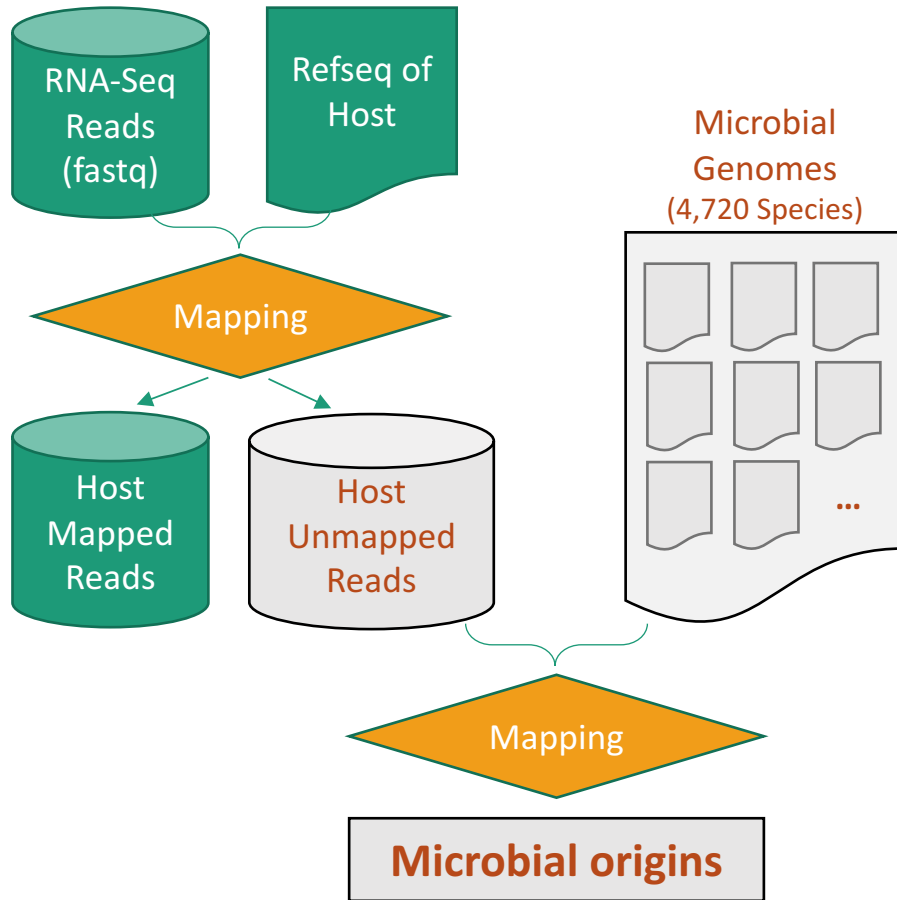 RNA-Seq
Reads
(fastq)
Refseq of
Host
Microbial
Genomes
(4,720 Species)
Mapping
Host
Mapped
Reads
Host
Unmapped
Reads
...
Mapping
Microbial origins